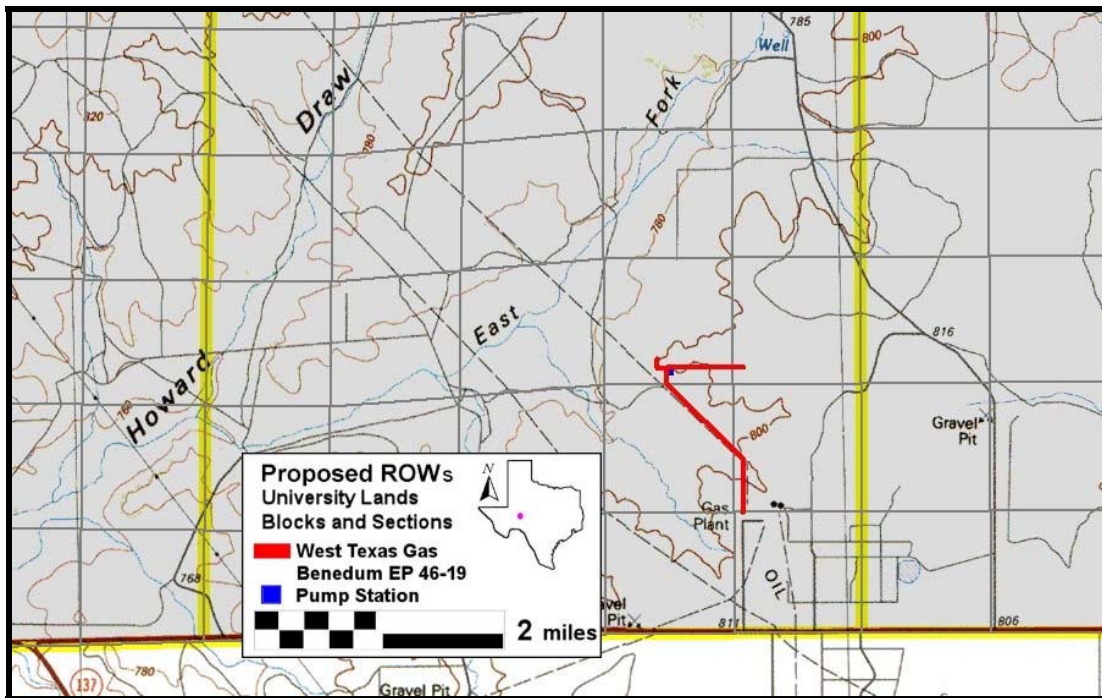 785
800
Well
Draw
Fork
820
780
780
East
816
Howard
760
Gravel
Pit
800
Proposed ROWs
University Lands
Blocks and Sections
West Texas Gas
Benedum EP 46-19
Pump Station
2 miles
N
Gas
Plant
OIL
768
Pit
811
806
780
137
Gravel Pit